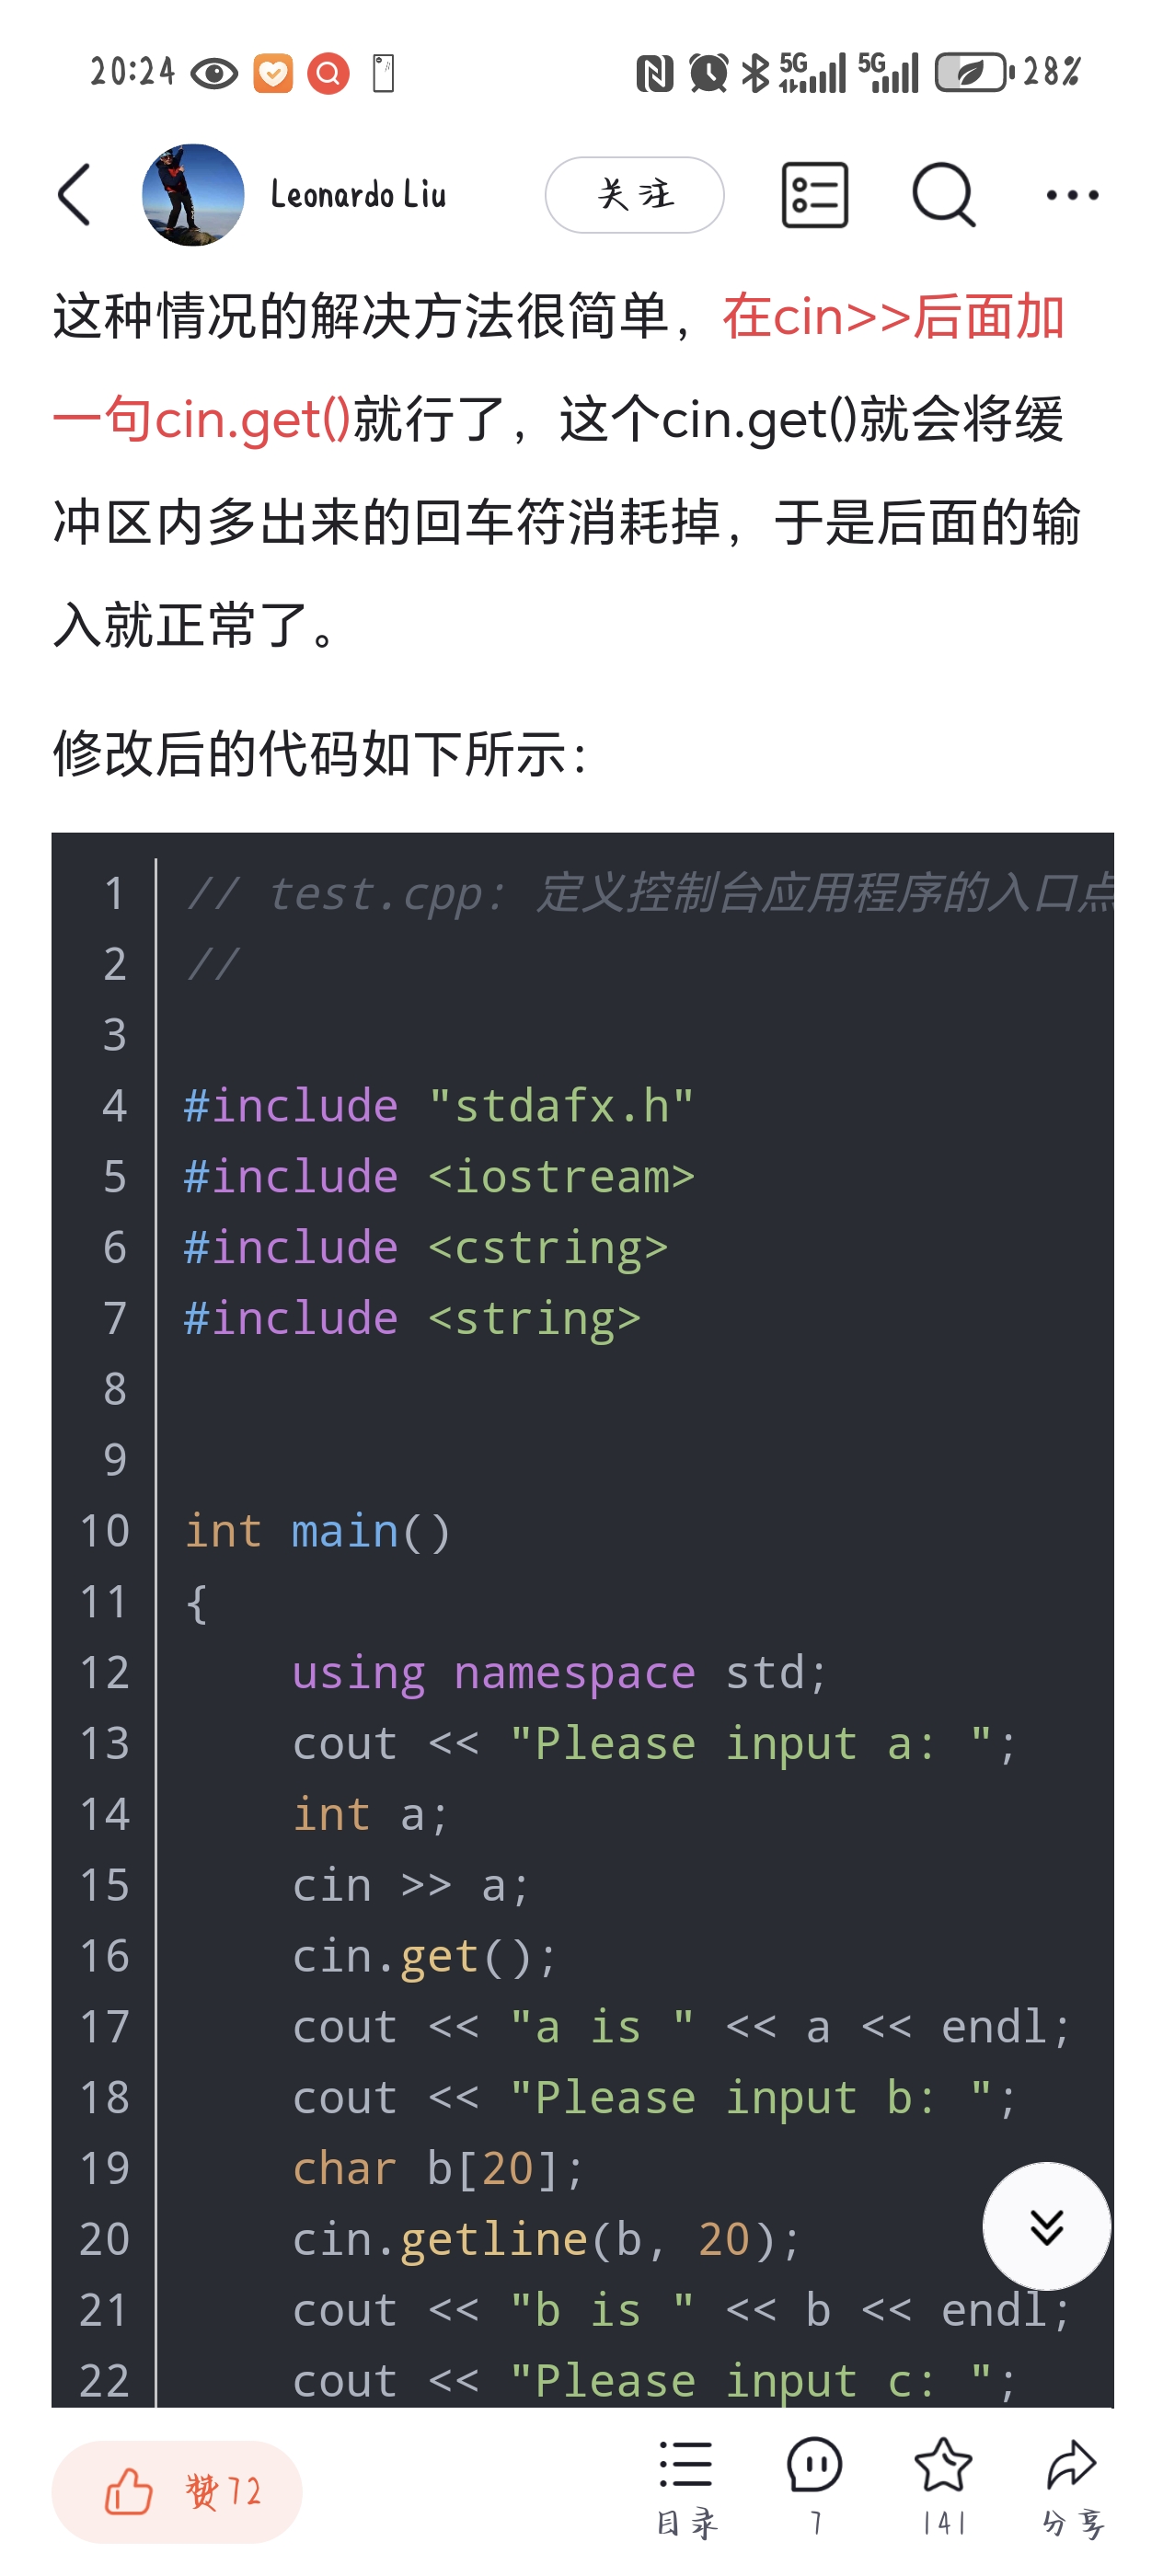 20:24
5G 5G 28%
Leonardo Liu 关注
这种情况的解决方法很简单，在cin>>后面加
一句cin.get()就行了，这个cin.get()就会将缓
冲区内多出来的回车符消耗掉，于是后面的输
入就正常了。
修改后的代码如下所示：
1 // test.cpp: 定义控制台应用程序的入口点
2 //
3
4 #include "stdafx.h"
5 #include <iostream>
6 #include <cstring>
7 #include <string>
8
9
10 int main()
11 {
12     using namespace std;
13     cout << "Please input a: ";
14     int a;
15     cin >> a;
16     cin.get();
17     cout << "a is " << a << endl;
18     cout << "Please input b: ";
19     char b[20];
20     cin.getline(b, 20);
21     cout << "b is " << b << endl;
22     cout << "Please input c: ";
赞72
目录 7 141 分享